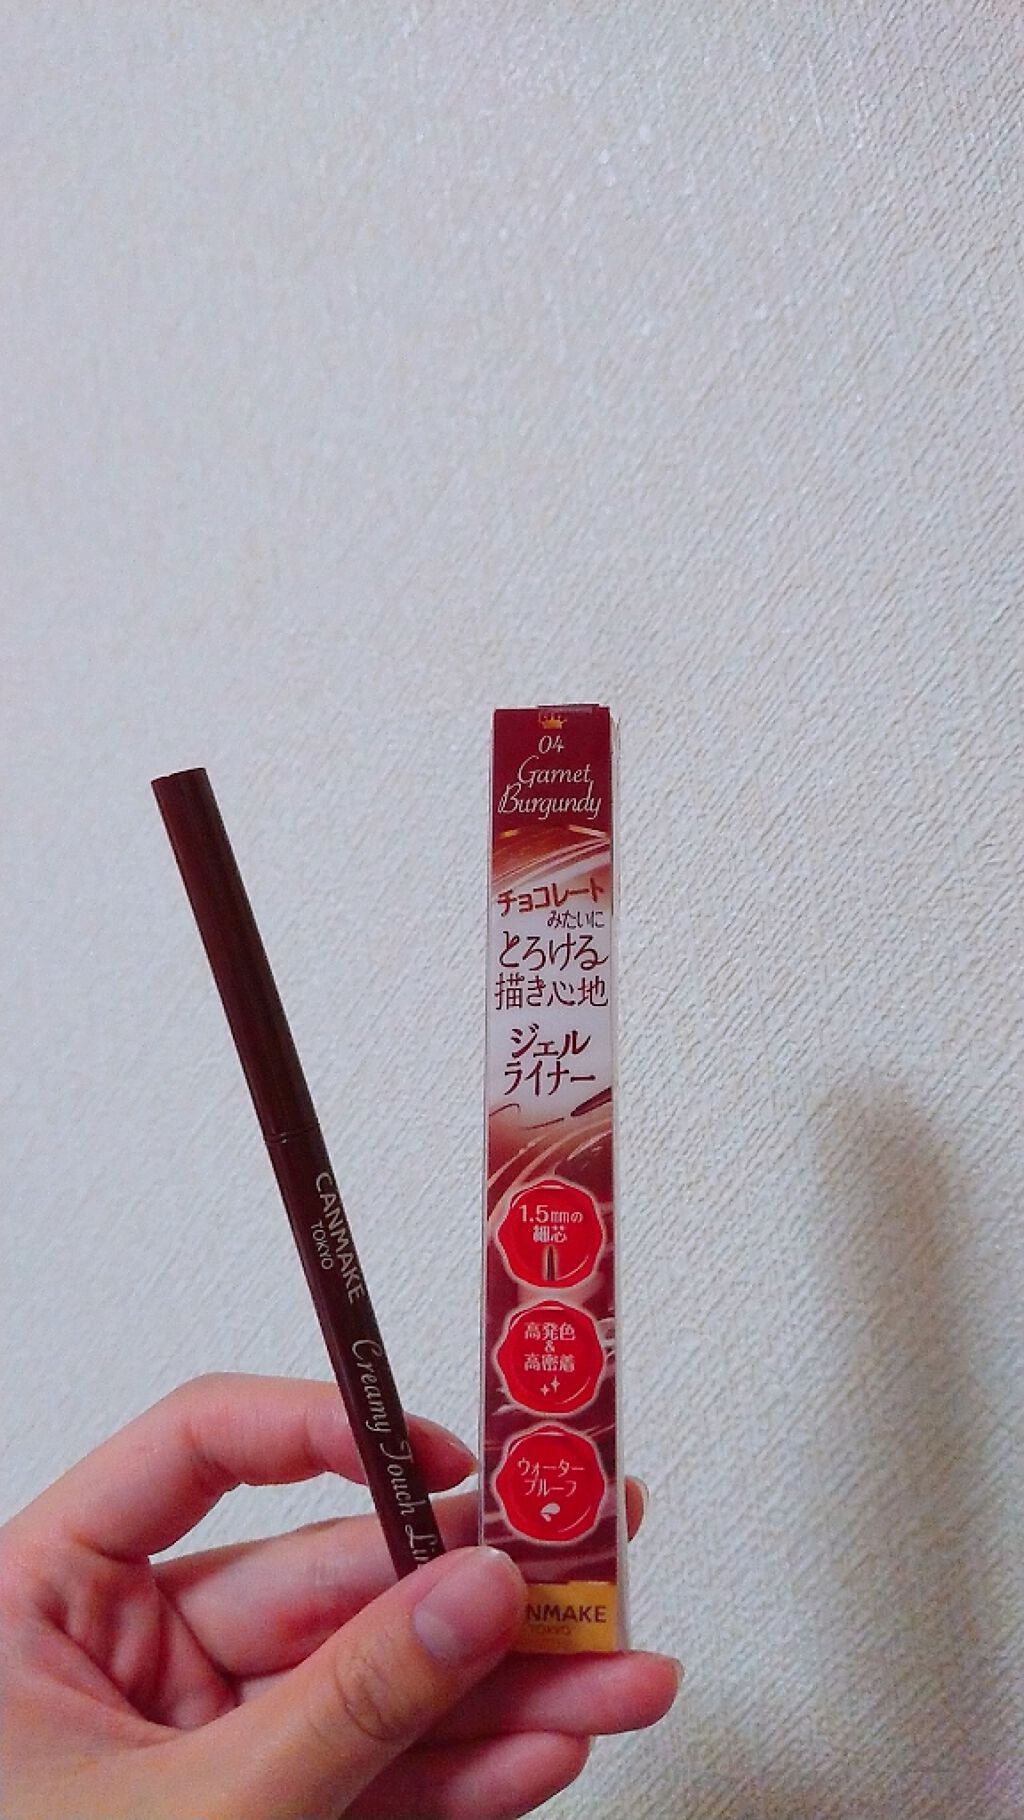 CANMAKE
TOKYO
Creamy Touch
04
Garnet
Burgundy
チョコレート
みたいに
とろける
描き心地
ジェル
ライナー
1.5mmの
細芯
高発色
&
高密着
ウォーター
プルーフ
NMAKE
TOKYO